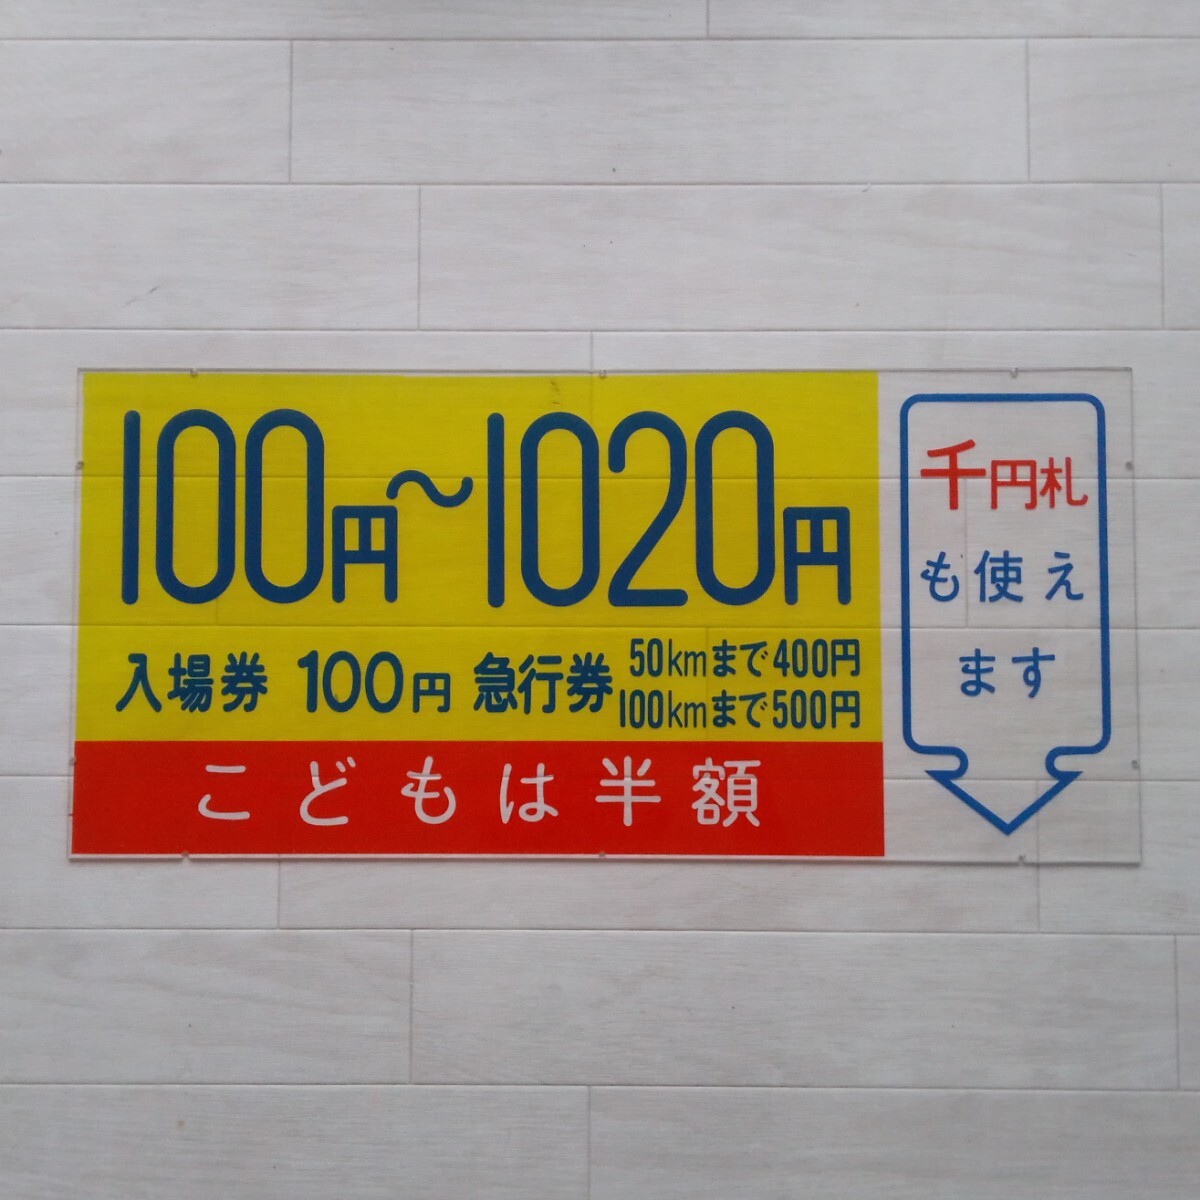 100円〜1020円
入場券 100円 急行券 50kmまで400円
100kmまで500円
こどもは半額
千円札
も使え
ます